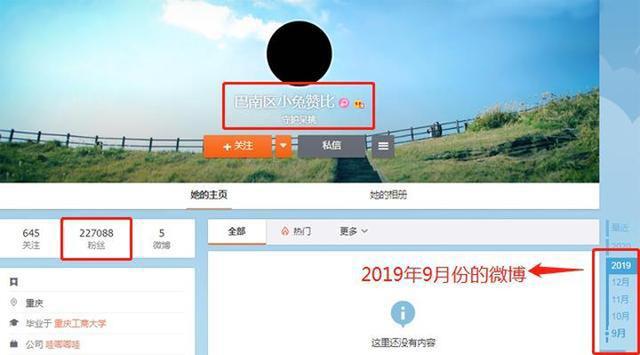 巴南区小兔赞比
守护呆桃
+关注
私信
她的主页
她的相册
645
关注
227088
粉丝
5
微博
全部
热门
更多
最近
2020
2019
12月
11月
10月
9月
重庆
毕业于 重庆工商大学
公司 哇唧唧哇
2019年9月份的微博
这里还没有内容